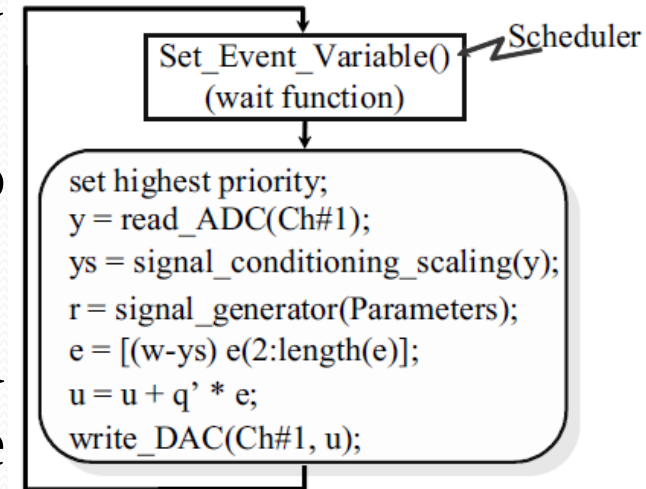 Scheduler
Set_Event_Variable()
(wait function)
set highest priority;
y = read_ADC(Ch#1);
ys = signal_conditioning_scaling(y);
r = signal_generator(Parameters);
e = [(w-ys) e(2:length(e)];
u = u + q’ * e;
write_DAC(Ch#1, u);